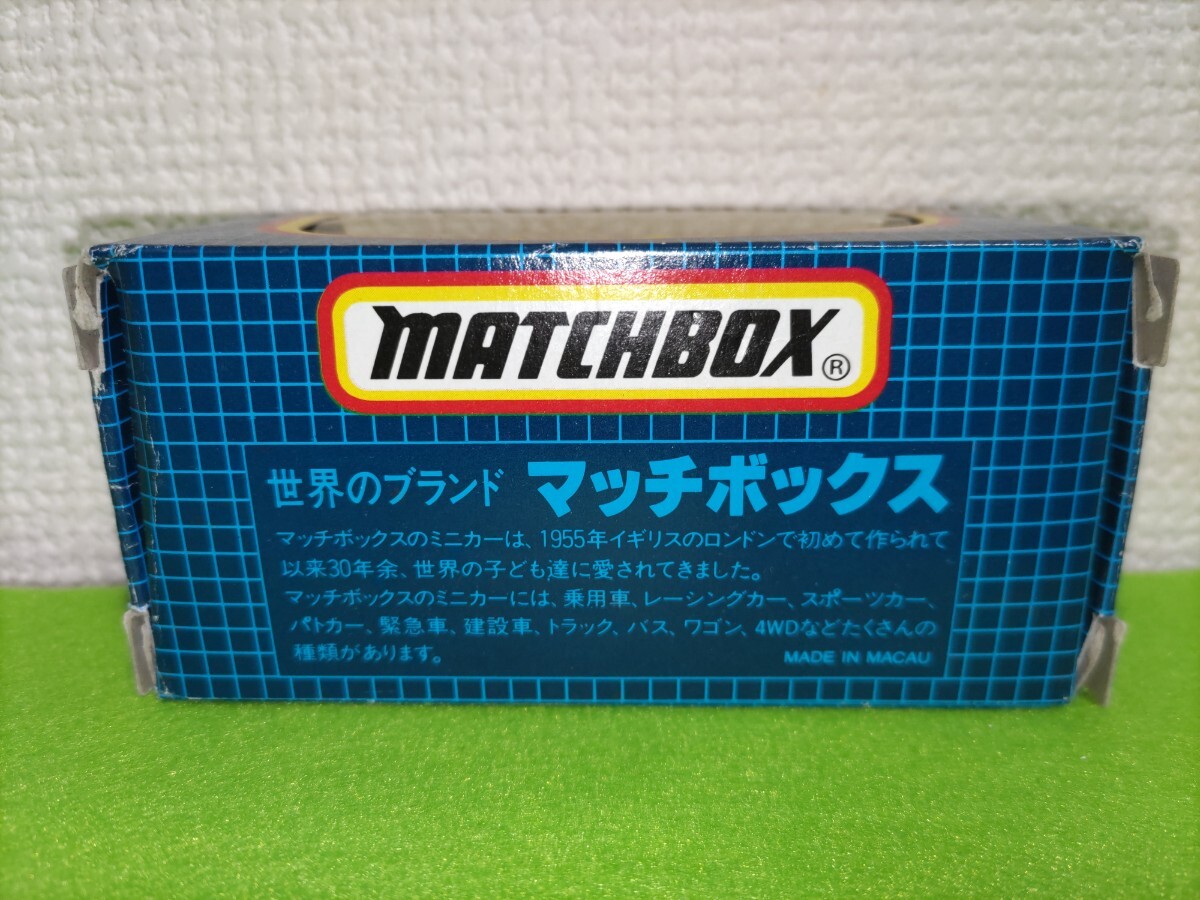 MATCHBOX®
世界のブランド マッチボックス
マッチボックスのミニカーは、1955年イギリスのロンドンで初めて作られて
以来30年余、世界の子ども達に愛されてきました。
マッチボックスのミニカーには、乗用車、レーシングカー、スポーツカー、
パトカー、緊急車、建設車、トラック、バス、ワゴン、4WDなどたくさんの
種類があります。 MADE IN MACAU